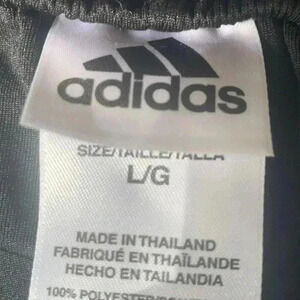 adidas
SIZE/TAILLE/TALLA
L/G
MADE IN THAILAND
FABRIQUÉ EN THAÏLANDE
HECHO EN TAILANDIA
100% POLYESTER